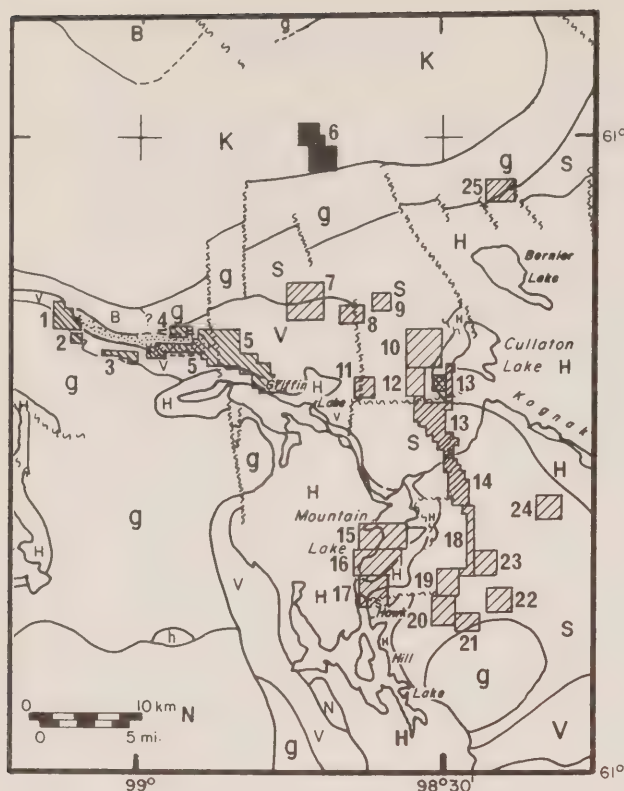 B
g
K
K
6
61°
g
S
25
g
H
Bernier
Lake
g
S
7
S
V
B
?
g
1
4
V
8
9
H
2
5
10
Cullaton
Lake
H
3
V
5
Griffin
Lake
H
11
12
13
g
H
V
13
Kognak
H
S
g
H
14
H
24
g
Mountain
Lake
H
18
15
16
H
23
H
V
17
H
19
22
20
Hawk
21
S
h
H
Hill
g
10 km
N
N
Lake
V
0
0
5 mi.
V
g
H
99°
98°30'
61°